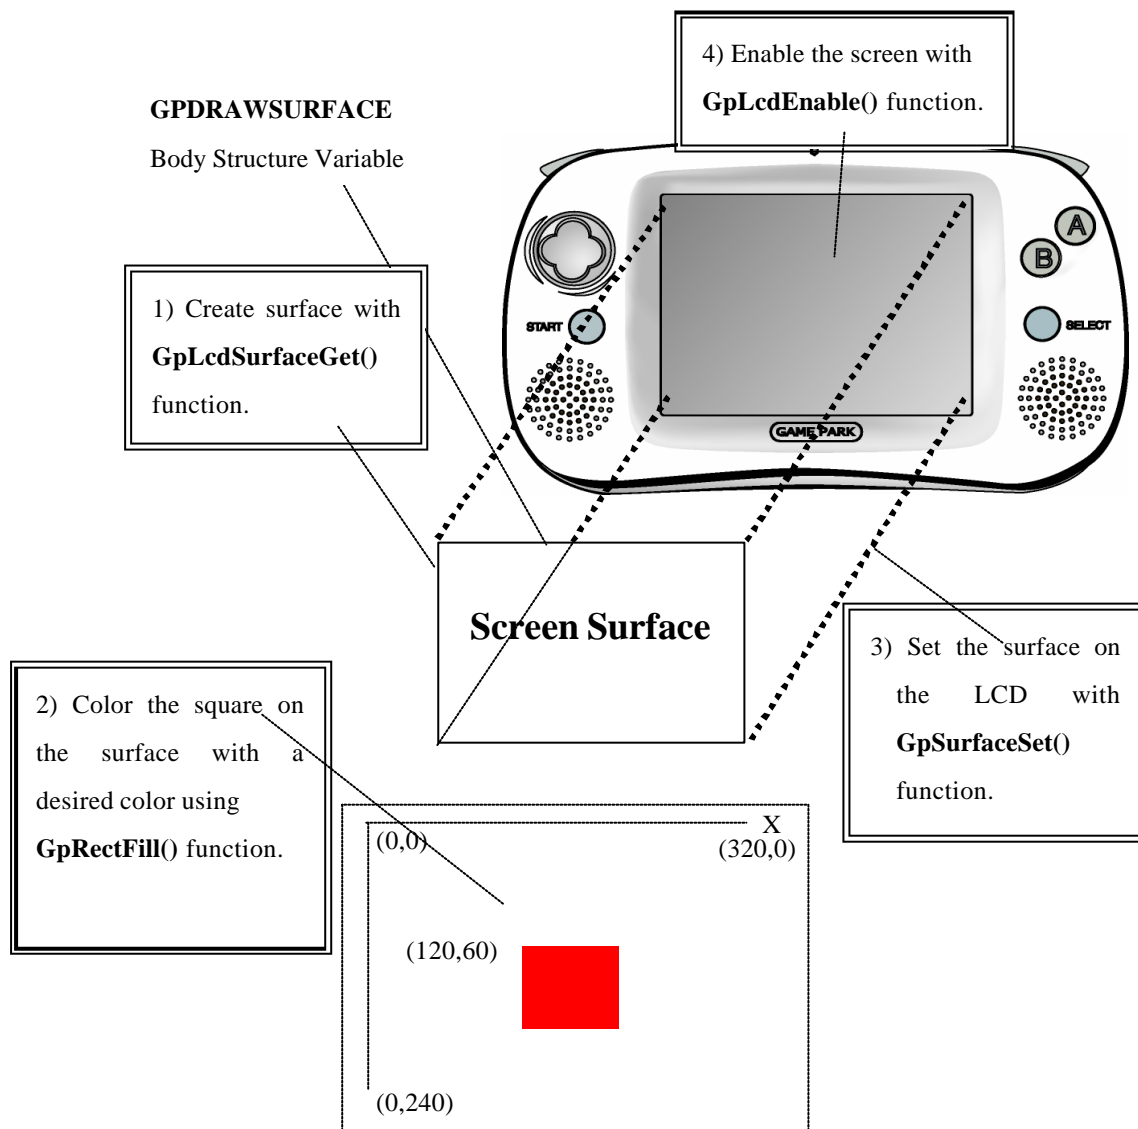 4) Enable the screen with
GpLcdEnable() function.
GPDRAWSURFACE
Body Structure Variable
1) Create surface with
GpLcdSurfaceGet()
function.
A
B
START
SELECT
GAME PARK
Screen Surface
3) Set the surface on
the LCD with
GpSurfaceSet()
function.
2) Color the square on
the surface with a
desired color using
GpRectFill() function.
X
(0,0)
(320,0)
(120,60)
(0,240)